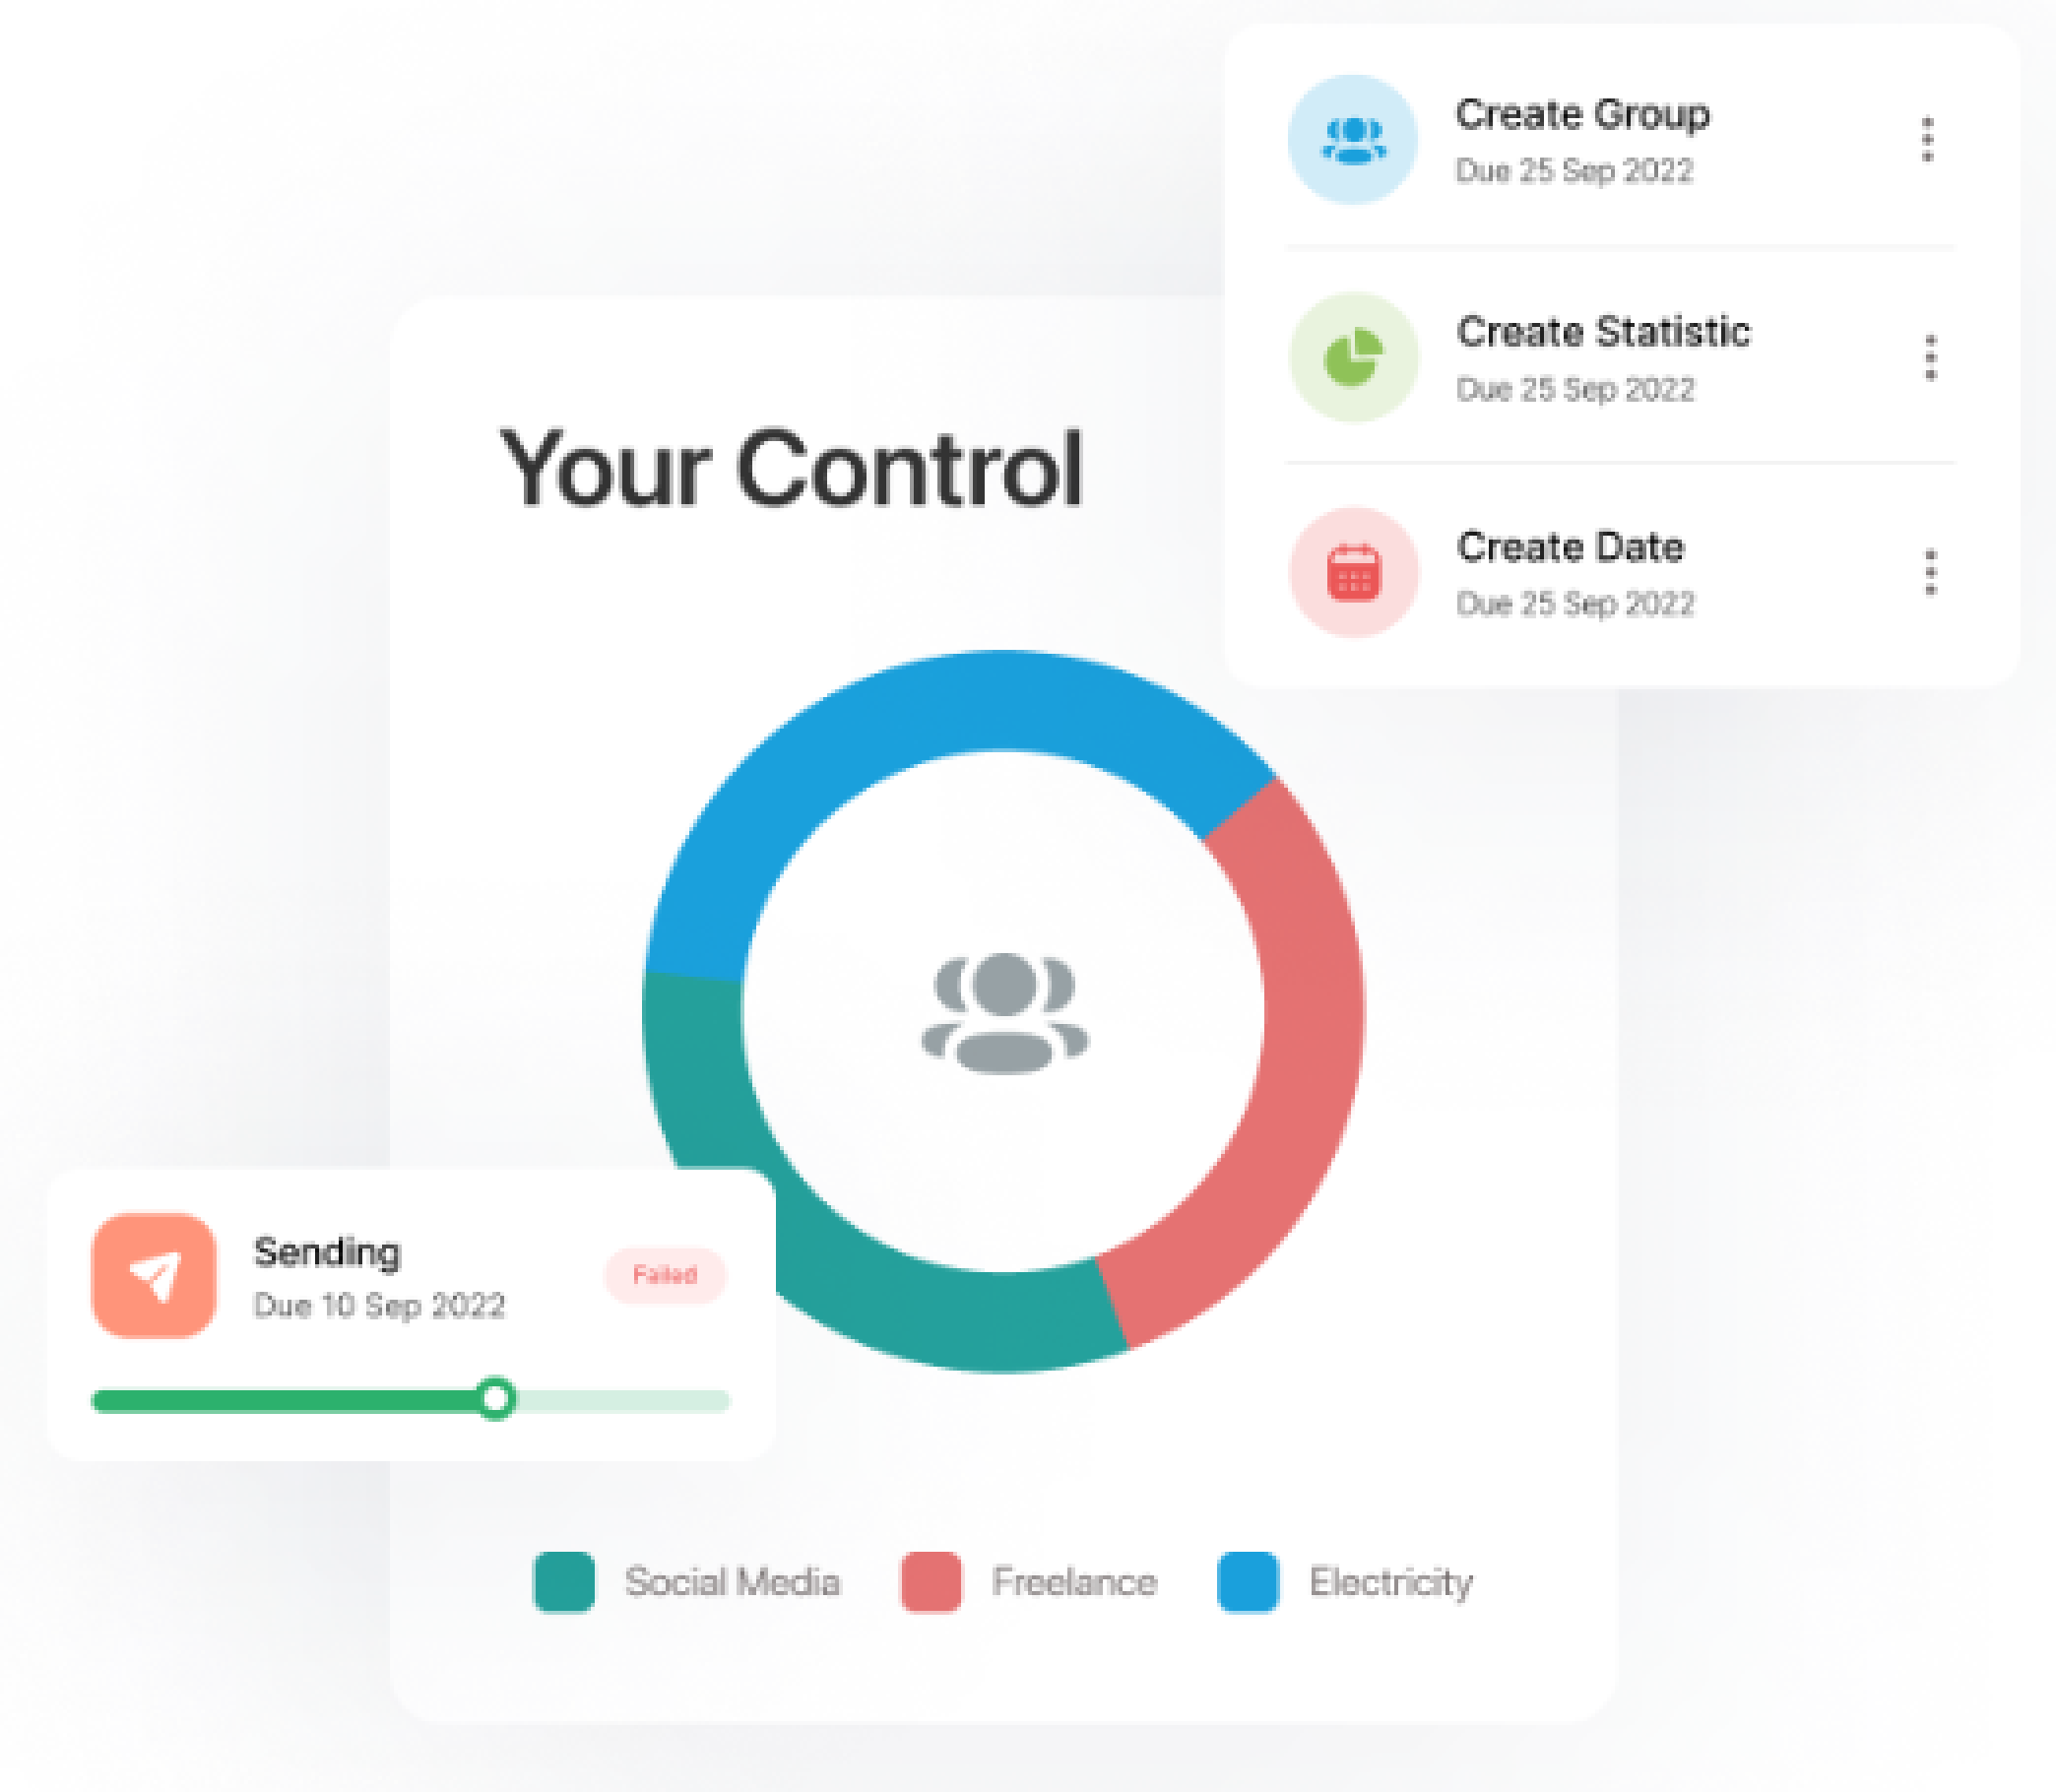 Create Group
Due 25 Sep 2022
Create Statistic
Due 25 Sep 2022
Create Date
Due 25 Sep 2022
Your Control
Sending
Due 10 Sep 2022
Failed
Social Media
Freelance
Electricity